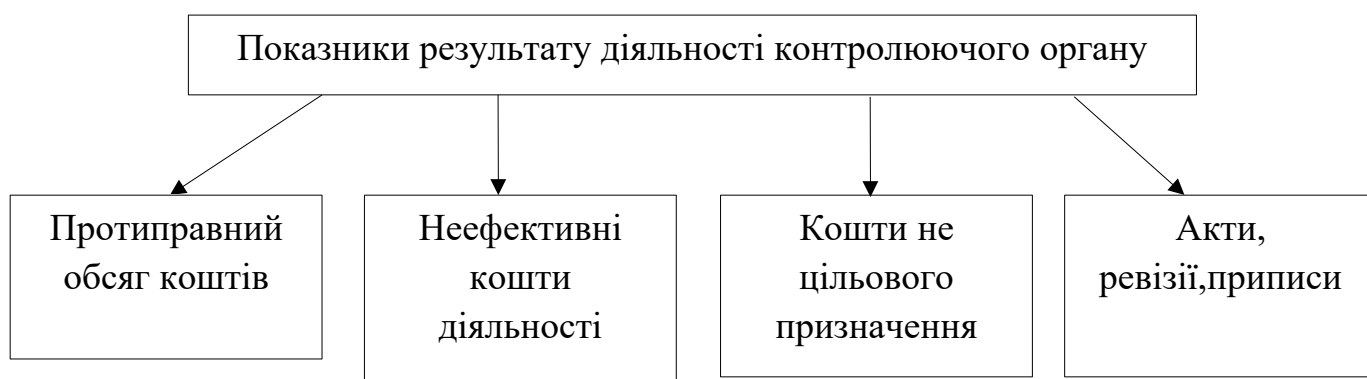 Показники результату діяльності контролюючого органу
Протиправний
обсяг коштів
Неефективні
кошти
діяльності
Кошти не
цільового
призначення
Акти,
ревізії,приписи